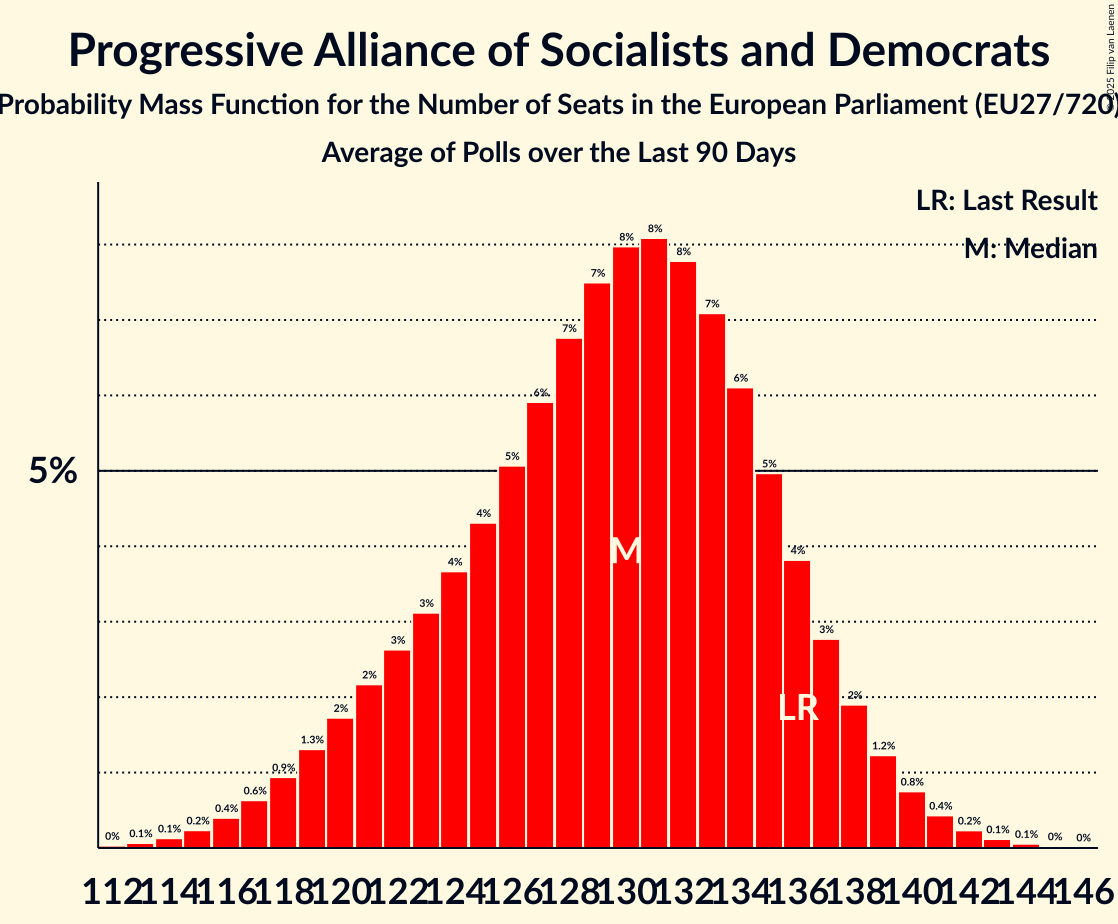 Progressive Alliance of Socialists and Democrats
Probability Mass Function for the Number of Seats in the European Parliament (EU27/720)
Average of Polls over the Last 90 Days
© 2025 Filip van Laenen
LR: Last Result
M: Median
5%
0% 0.1% 0.1% 0.2% 0.4% 0.6% 0.9% 1.3% 2% 2% 3% 3% 4% 4% 5% 6% 7% 7% 8% 8% 8% 7% 6% 5% 4% 3% 2% 1.2% 0.8% 0.4% 0.2% 0.1% 0.1% 0% 0%
M
LR
112 114 116 118 120 122 124 126 128 130 132 134 136 138 140 142 144 146